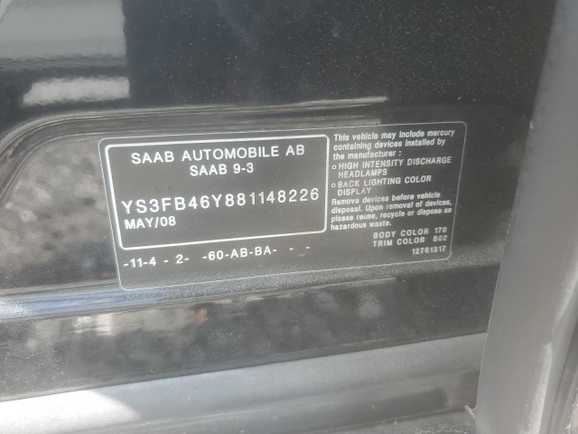 SAAB AUTOMOBILE AB
SAAB 9-3
YS3FB46Y881148226
MAY/08
-11-4 - 2- -60-AB-BA- - -
This vehicle may include mercury
containing devices installed by
the manufacturer :
○ HIGH INTENSITY DISCHARGE
HEADLAMPS
○ BACK LIGHTING COLOR
DISPLAY
Remove devices before vehicle
disposal. Upon removal of devices,
please reuse, recycle or dispose as
hazardous waste.
BODY COLOR 170
TRIM COLOR B02
12761317